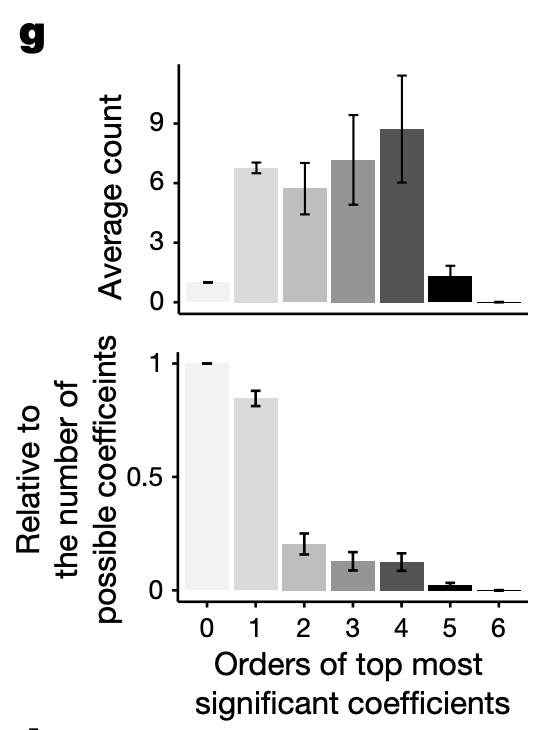 g
Average count
9
6
3
0
Relative to
the number of
possible coefficeints
1
0.5
0
0 1 2 3 4 5 6
Orders of top most
significant coefficients